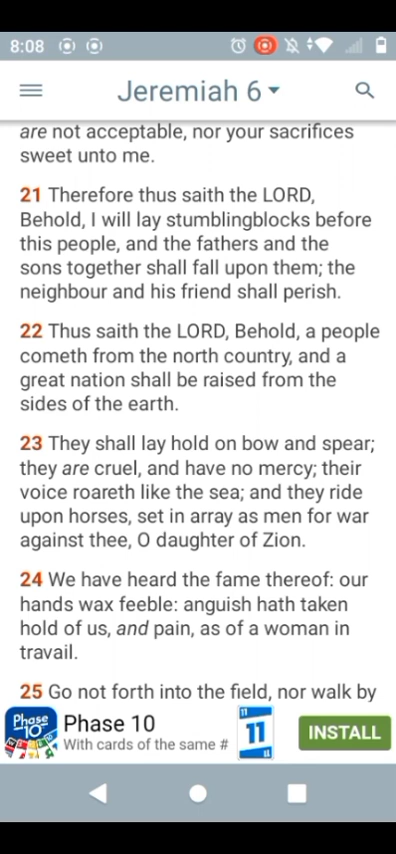 8:08
Jeremiah 6
are not acceptable, nor your sacrifices
sweet unto me.
21 Therefore thus saith the LORD,
Behold, I will lay stumblingblocks before
this people, and the fathers and the
sons together shall fall upon them; the
neighbour and his friend shall perish.
22 Thus saith the LORD, Behold, a people
cometh from the north country, and a
great nation shall be raised from the
sides of the earth.
23 They shall lay hold on bow and spear;
they are cruel, and have no mercy; their
voice roareth like the sea; and they ride
upon horses, set in array as men for war
against thee, O daughter of Zion.
24 We have heard the fame thereof: our
hands wax feeble: anguish hath taken
hold of us, and pain, as of a woman in
travail.
25 Go not forth into the field, nor walk by
Phase 10
Phase 10
With cards of the same #
11
11
11
INSTALL